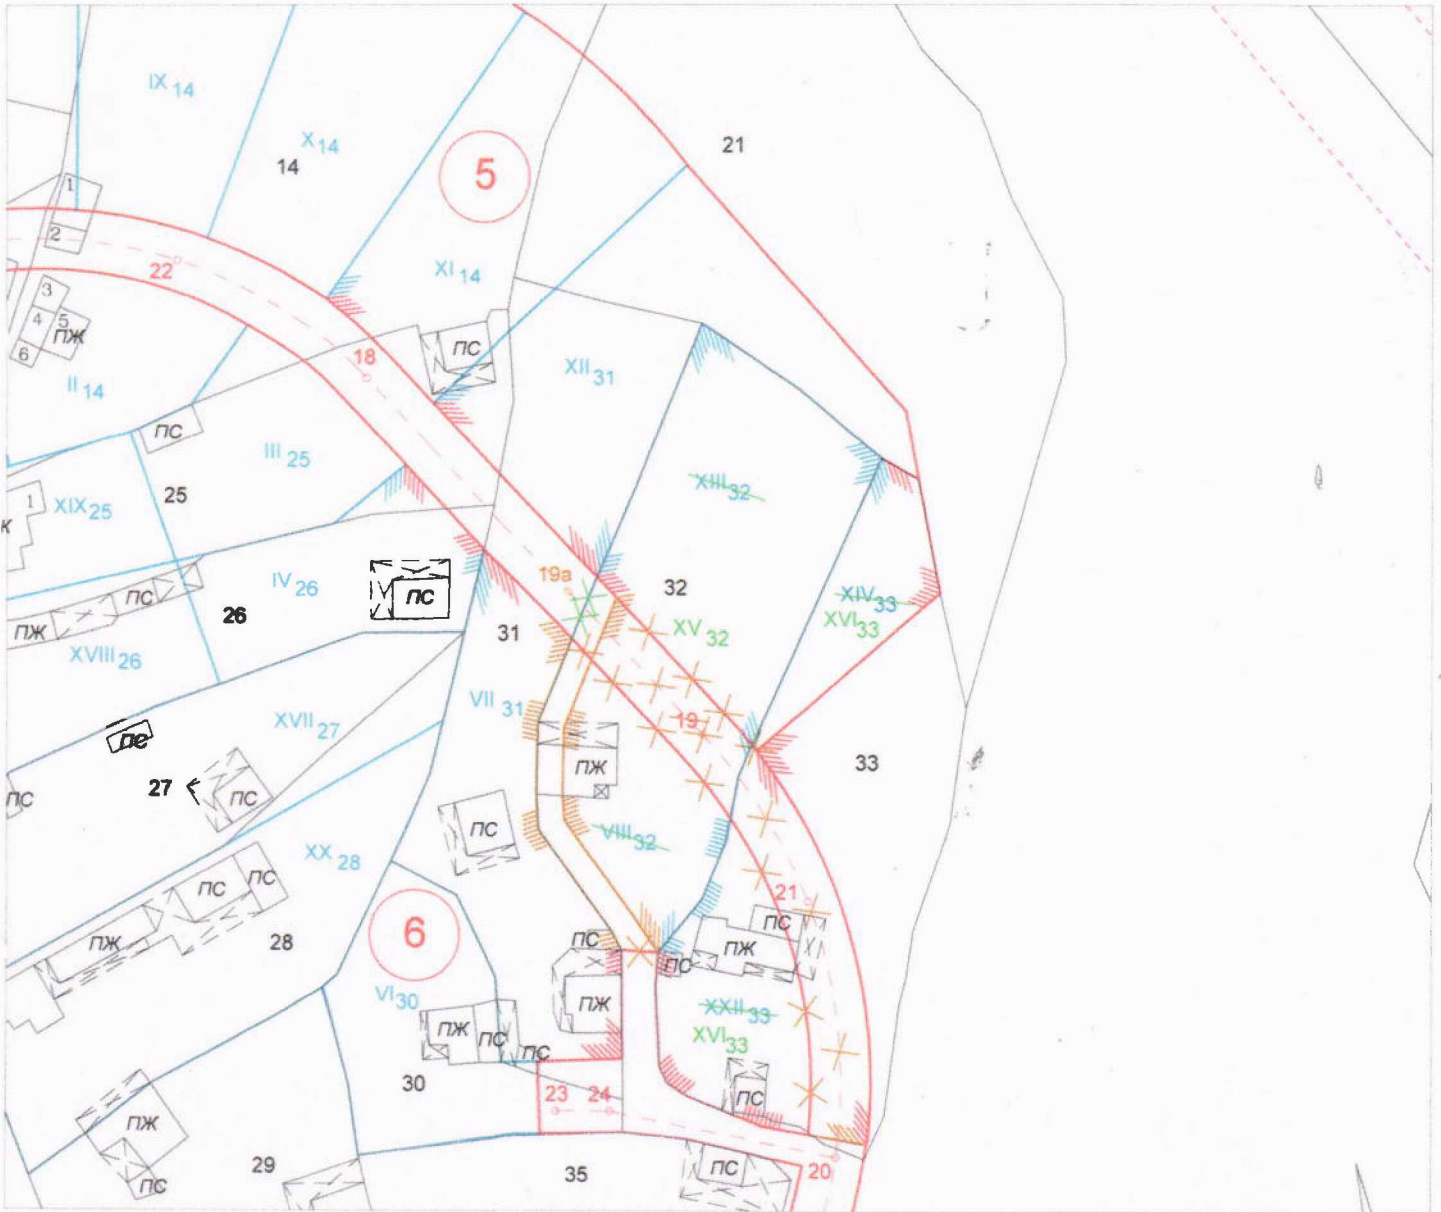 IX 14
X 14
14
5
21
1
2
22
XI 14
3
4
5
ПЖ
6
18
ПС
XII 31
II 14
ПС
III 25
XIII 32
1
XIX 25
25
К
19а
IV 26
ПС
32
XIV 33
ПС
26
XVI 33
ПЖ
31
XV 32
XVIII 26
VII 31
XVII 27
19
ПС
ПЖ
33
27
ПС
ПС
ПС
VIII 32
XX 28
ПС
ПС
21
6
ПС
ПС
ПЖ
28
ПЖ
ПС
VI 30
ПЖ
XXII 33
ПЖ
ПС
XVI 33
ПС
30
23
24
ПС
ПЖ
29
35
ПС
20
ПС